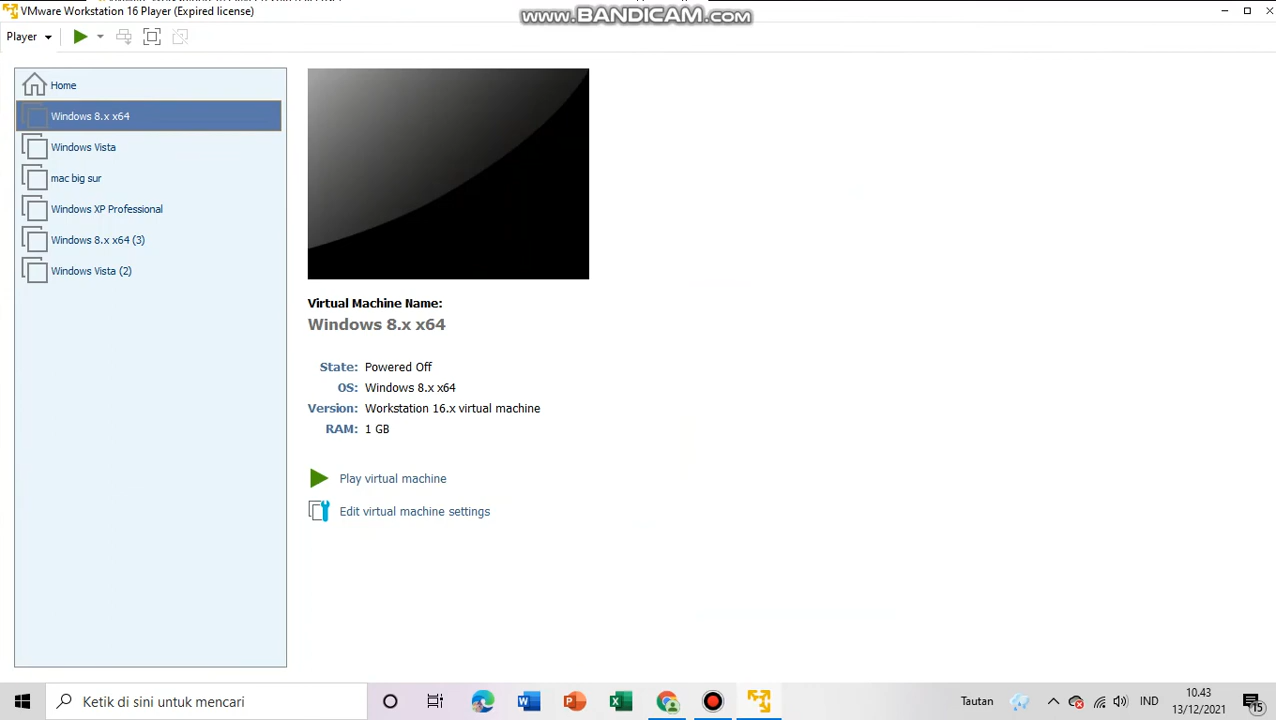 VMware Workstation 16 Player (Expired license)
www.BANDICAM.com
Player
Home
Windows 8.x x64
Windows Vista
mac big sur
Windows XP Professional
Windows 8.x x64 (3)
Windows Vista (2)
Virtual Machine Name:
Windows 8.x x64
State: Powered Off
OS: Windows 8.x x64
Version: Workstation 16.x virtual machine
RAM: 1 GB
Play virtual machine
Edit virtual machine settings
Ketik di sini untuk mencari
Tautan
IND
10.43
13/12/2021
15